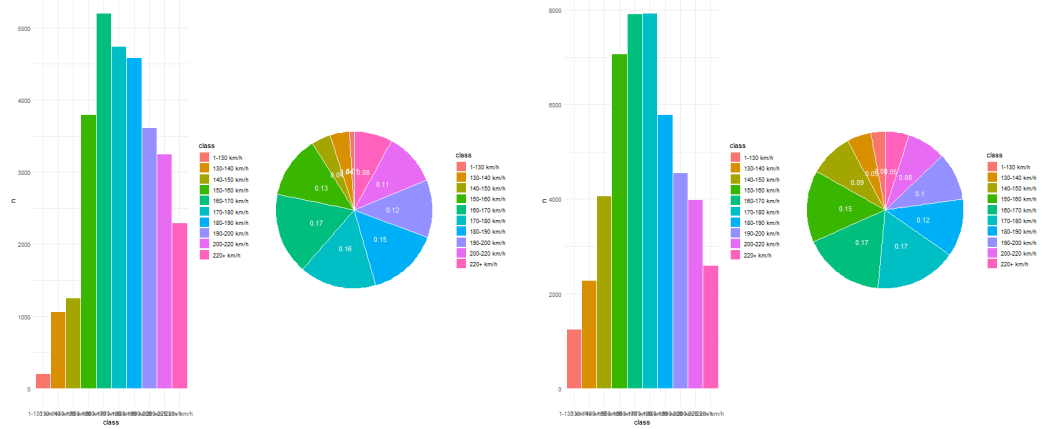 5000
4000
3000
2000
1000
0
n
class
class
1-130 km/h
130-140 km/h
140-150 km/h
150-160 km/h
160-170 km/h
170-180 km/h
180-190 km/h
190-200 km/h
200-220 km/h
220+ km/h
0.08
0.11
0.12
0.15
0.16
0.17
0.13
0.04
class
1-130 km/h
130-140 km/h
140-150 km/h
150-160 km/h
160-170 km/h
170-180 km/h
180-190 km/h
190-200 km/h
200-220 km/h
220+ km/h
8000
6000
4000
2000
0
n
class
class
1-130 km/h
130-140 km/h
140-150 km/h
150-160 km/h
160-170 km/h
170-180 km/h
180-190 km/h
190-200 km/h
200-220 km/h
220+ km/h
0.05
0.08
0.1
0.12
0.17
0.17
0.15
0.09
0.05
class
1-130 km/h
130-140 km/h
140-150 km/h
150-160 km/h
160-170 km/h
170-180 km/h
180-190 km/h
190-200 km/h
200-220 km/h
220+ km/h